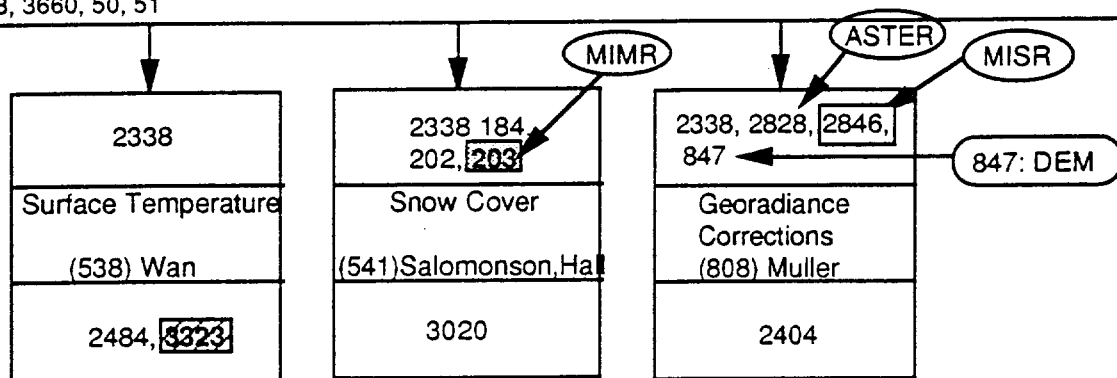 3660, 50, 51
MIMR
ASTER
MISR
2338
2338 184,
202, 203
2338, 2828, 2846,
847
847: DEM
Surface Temperature
(538) Wan
Snow Cover
(541)Salomonson,Hall
Georadiance
Corrections
(808) Muller
2484, 3323
3020
2404